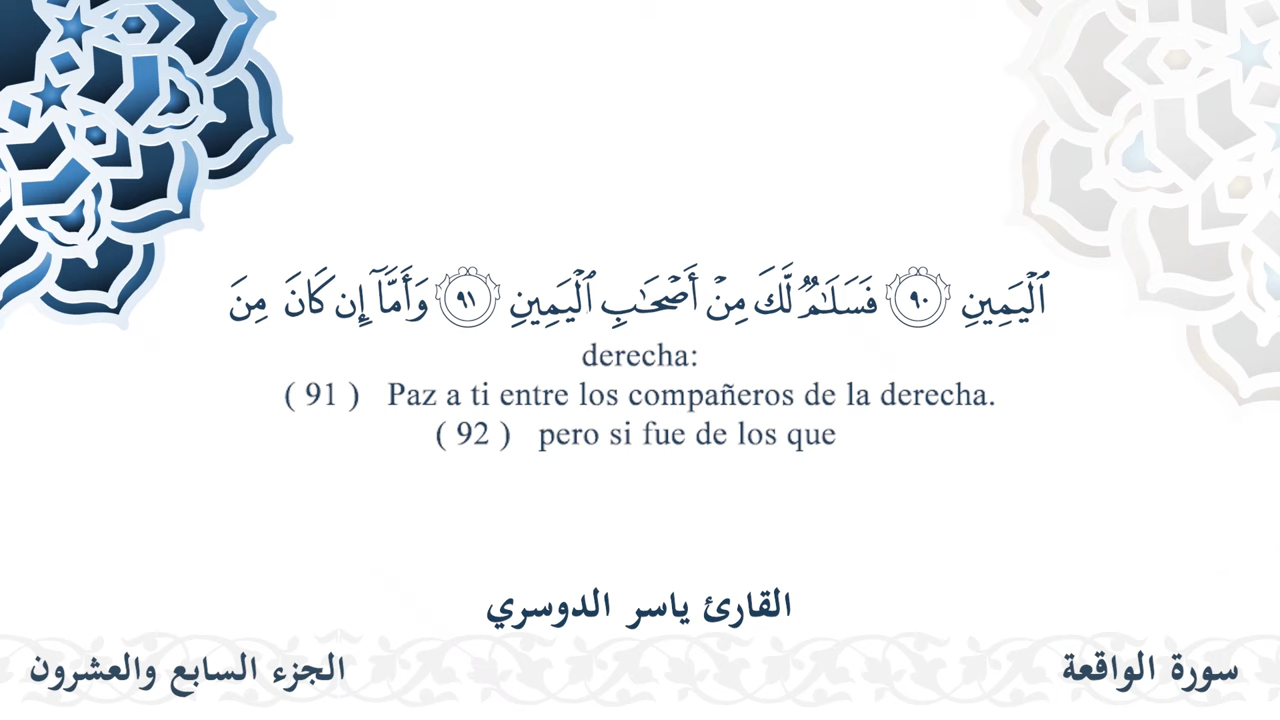 ٱلْيَمِينِ ٩٠ فَسَلَـٰمٌ لَّكَ مِنْ أَصْحَـٰبِ ٱلْيَمِينِ ٩١ وَأَمَّآ إِن كَانَ مِنَ
derecha:
( 91 ) Paz a ti entre los compañeros de la derecha.
( 92 ) pero si fue de los que
القارئ ياسر الدوسري
سورة الواقعة
الجزء السابع والعشرون